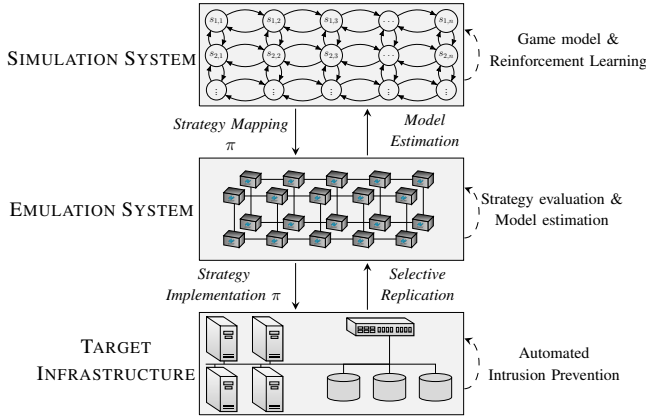 s1,1 s1,2 s1,3 ... s1,n
s2,1 s2,2 s2,3 ... s2,n
⋮ ⋮ ⋮ ⋮ ⋮
SIMULATION SYSTEM
Game model &
Reinforcement Learning
Strategy Mapping
π
Model
Estimation
EMULATION SYSTEM
Strategy evaluation &
Model estimation
Strategy
Implementation π
Selective
Replication
TARGET
INFRASTRUCTURE
Automated
Intrusion Prevention